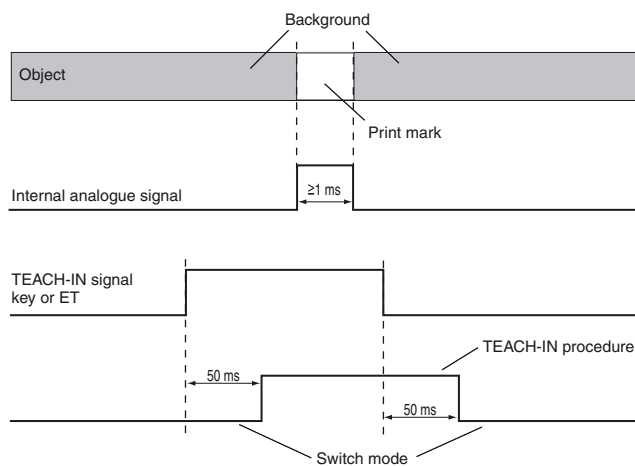 Background
Object
Print mark
Internal analogue signal
≥1 ms
TEACH-IN signal
key or ET
TEACH-IN procedure
50 ms
50 ms
Switch mode